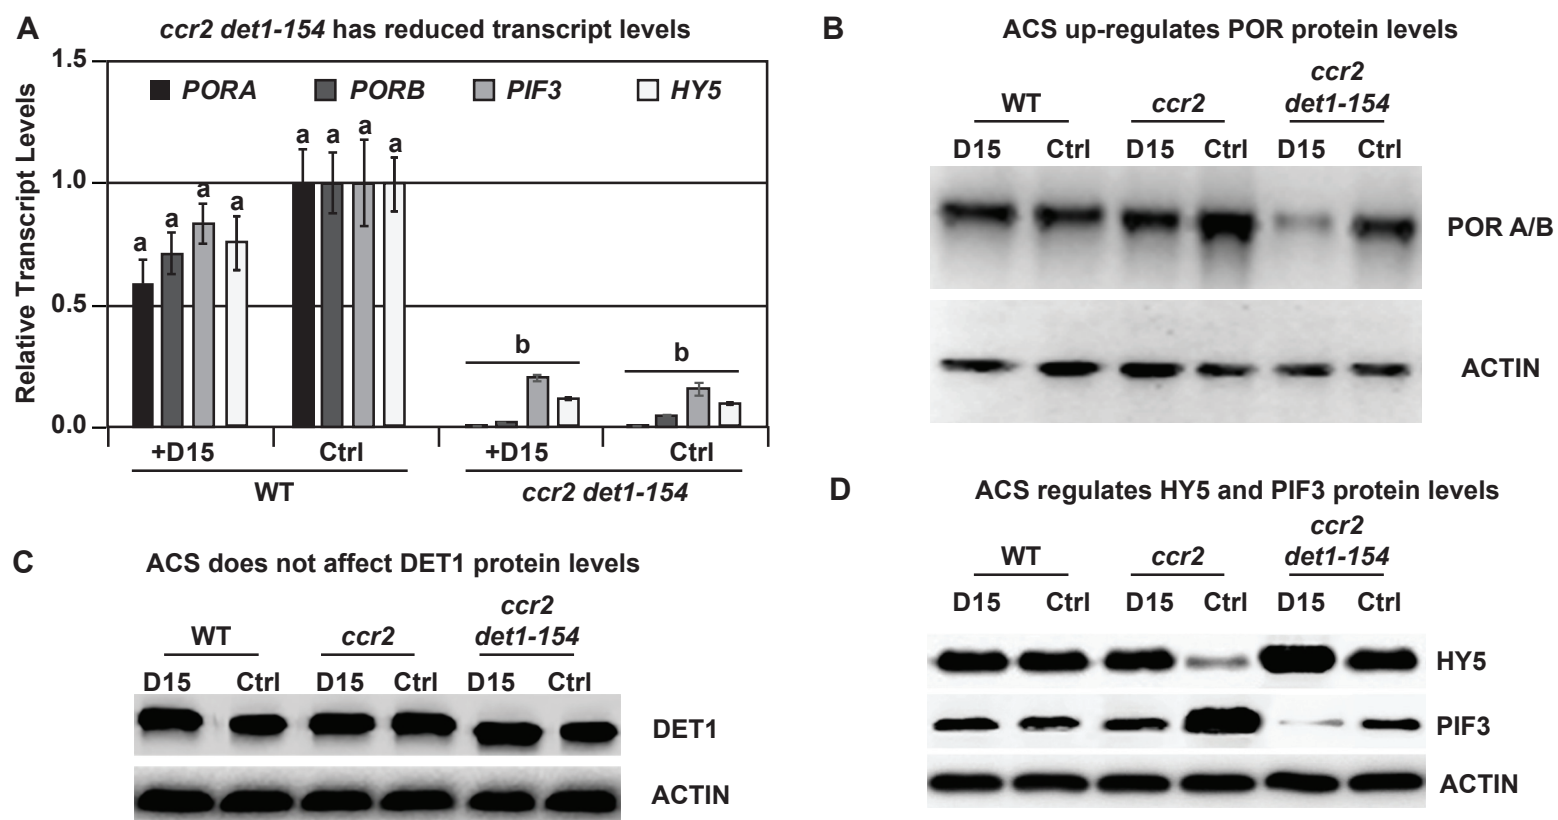 A
ccr2 det1-154 has reduced transcript levels
Relative Transcript Levels
1.5
1.0
0.5
0.0
PORA PORB PIF3 HY5
a a a a
a a a a
b
b
+D15 Ctrl +D15 Ctrl
WT ccr2 det1-154
B
ACS up-regulates POR protein levels
WT ccr2 ccr2
det1-154
D15 Ctrl D15 Ctrl D15 Ctrl
POR A/B
ACTIN
C
ACS does not affect DET1 protein levels
WT ccr2 ccr2
det1-154
D15 Ctrl D15 Ctrl D15 Ctrl
DET1
ACTIN
D
ACS regulates HY5 and PIF3 protein levels
WT ccr2 ccr2
det1-154
D15 Ctrl D15 Ctrl D15 Ctrl
HY5
PIF3
ACTIN